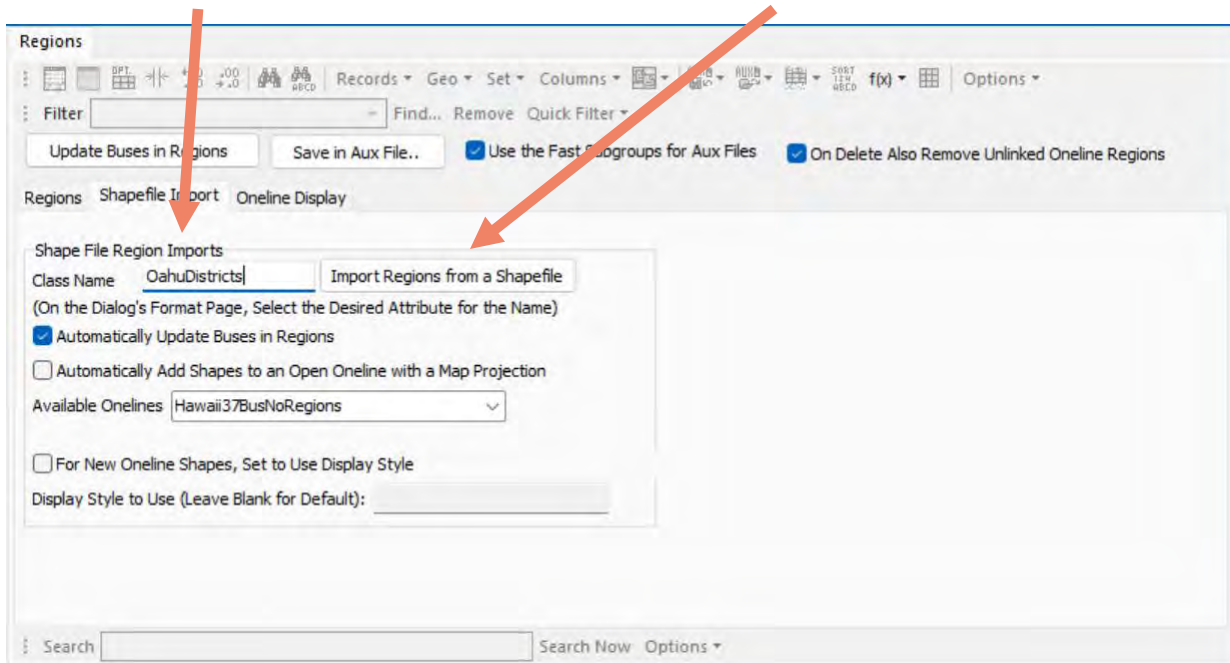 Regions
Records Geo Set Columns SORT ABCD f(x) Options
Filter Find... Remove Quick Filter
Update Buses in Regions Save in Aux File.. Use the Fast Subgroups for Aux Files On Delete Also Remove Unlinked Oneline Regions
Regions Shapefile Import Oneline Display
Shape File Region Imports
Class Name OahuDistricts Import Regions from a Shapefile
(On the Dialog's Format Page, Select the Desired Attribute for the Name)
Automatically Update Buses in Regions
Automatically Add Shapes to an Open Oneline with a Map Projection
Available Onelines Hawaii37BusNoRegions
For New Oneline Shapes, Set to Use Display Style
Display Style to Use (Leave Blank for Default):
Search Search Now Options